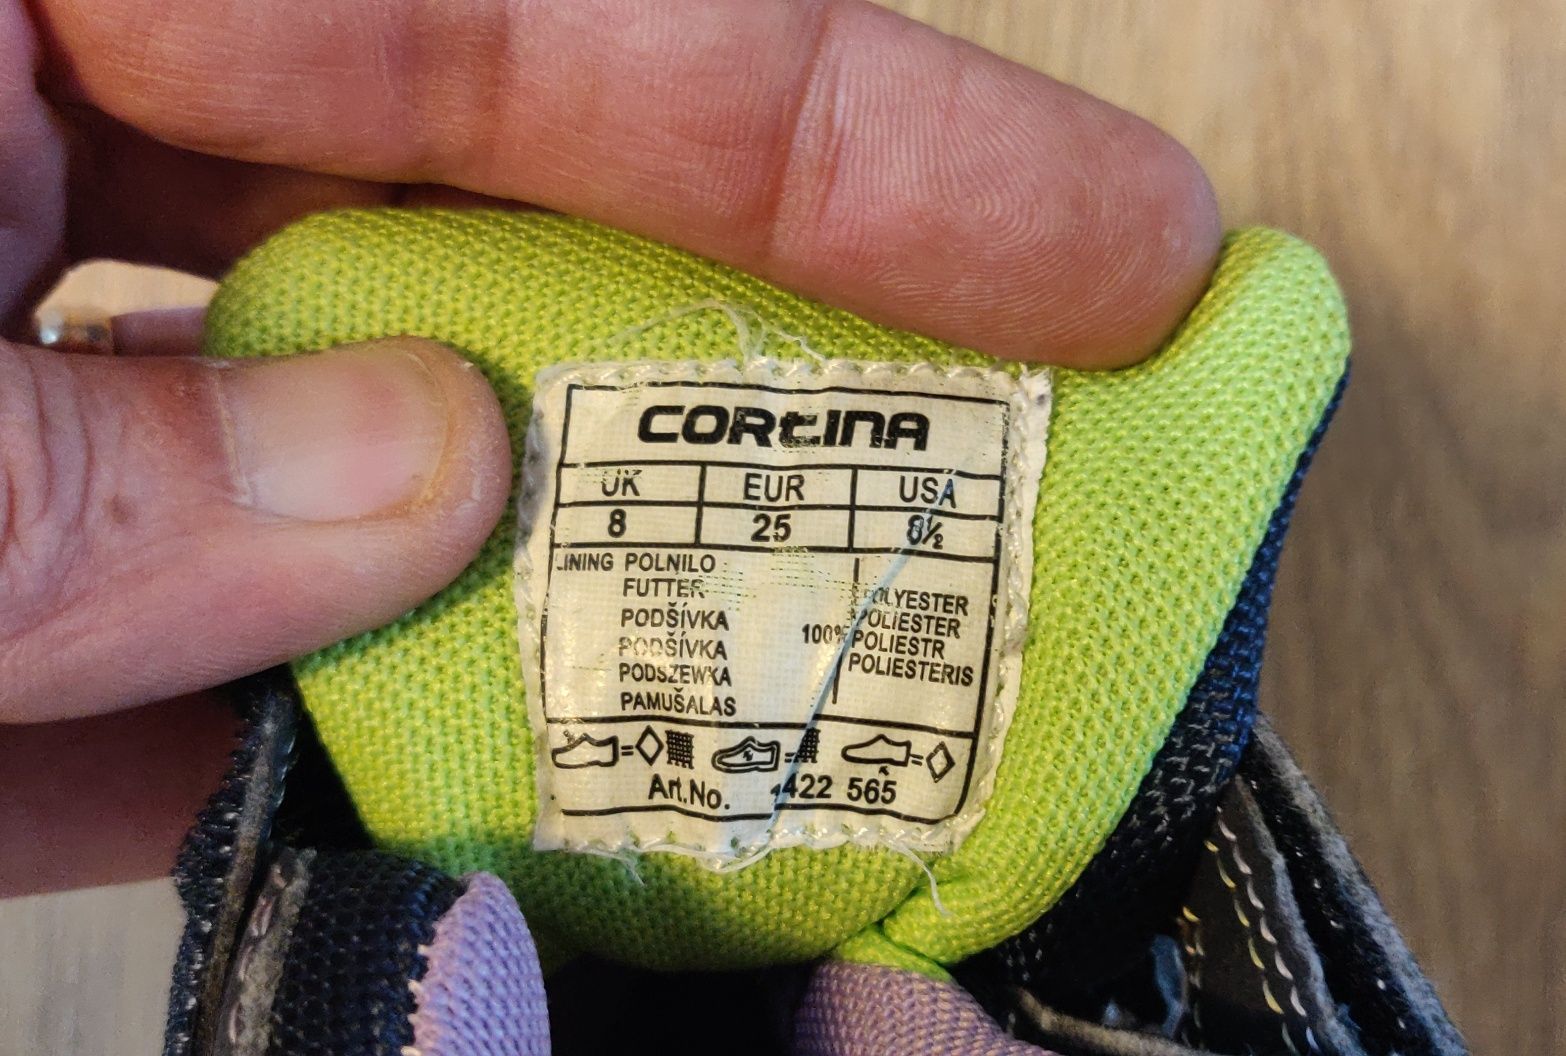 CORTINA
UK EUR USA
8 25 8½
LINING POLNILO
FUTTER
PODŠÍVKA
PODŠÍVKA
PODSZEWKA
PAMUŠALAS
100%
POLYESTER
POLIESTER
POLIESTR
POLIESTERIS
Art.No. 422 565